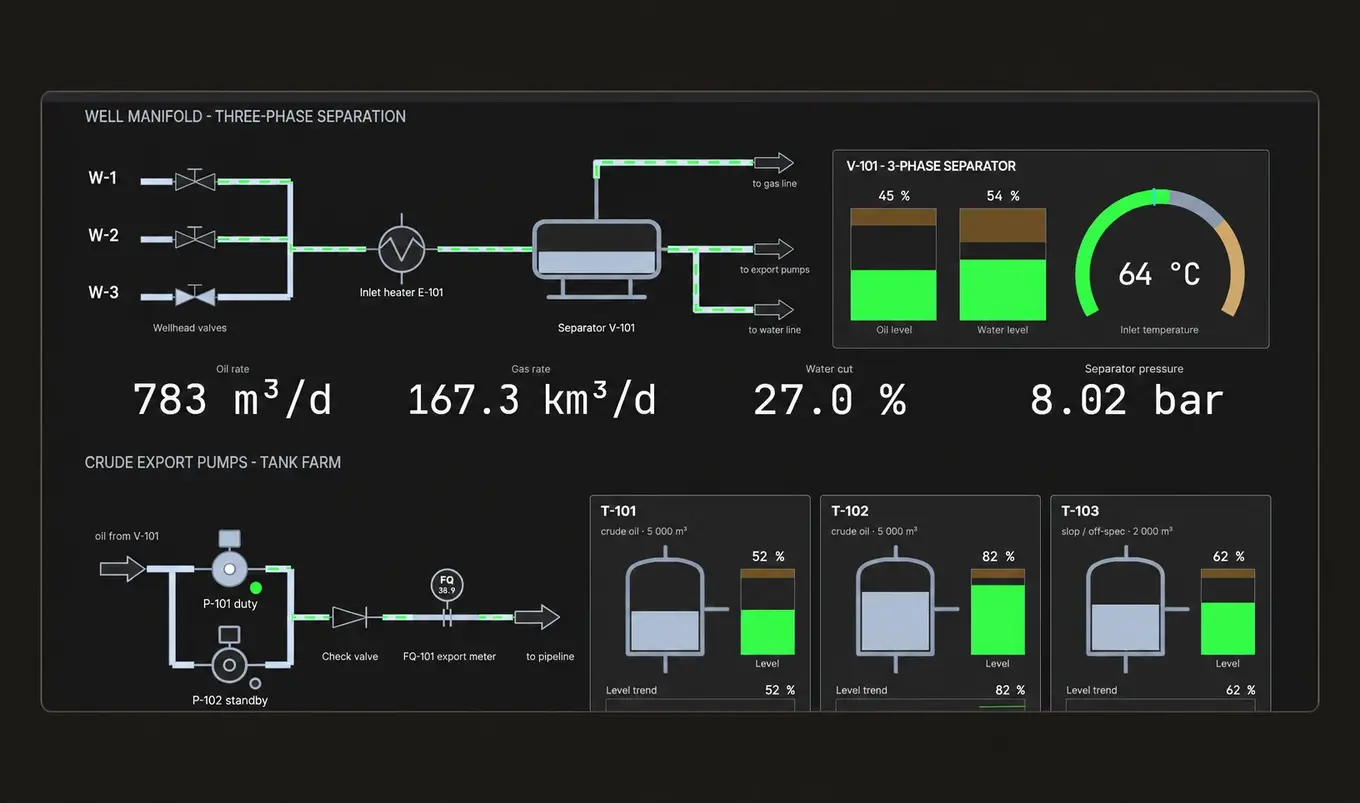 WELL MANIFOLD - THREE-PHASE SEPARATION
W-1
W-2
W-3
Wellhead valves
Inlet heater E-101
Separator V-101
to gas line
to export pumps
to water line
V-101 - 3-PHASE SEPARATOR
45 %
54 %
64 °C
Oil level
Water level
Inlet temperature
Oil rate
783 m³/d
Gas rate
167.3 km³/d
Water cut
27.0 %
Separator pressure
8.02 bar
CRUDE EXPORT PUMPS - TANK FARM
oil from V-101
P-101 duty
P-102 standby
Check valve
FQ
38.9
FQ-101 export meter
to pipeline
T-101
crude oil · 5 000 m³
52 %
Level
Level trend
52 %
T-102
crude oil · 5 000 m³
82 %
Level
Level trend
82 %
T-103
slop / off-spec · 2 000 m³
62 %
Level
Level trend
62 %